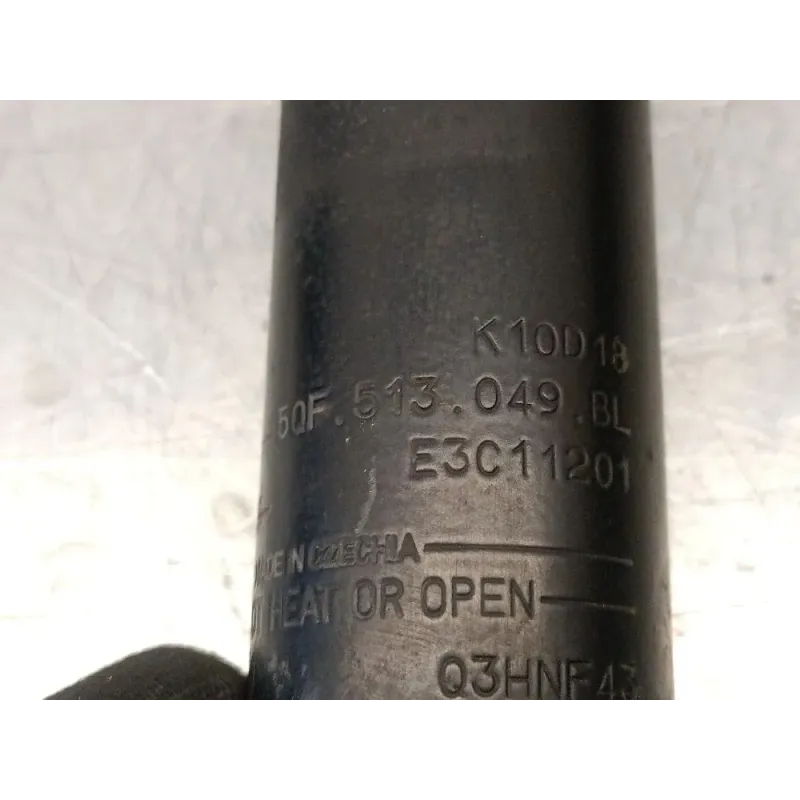 K10D18
5QF.513.049.BL
E3C11201
MADE IN CZECHIA
HEAT OR OPEN
Q3HNF43